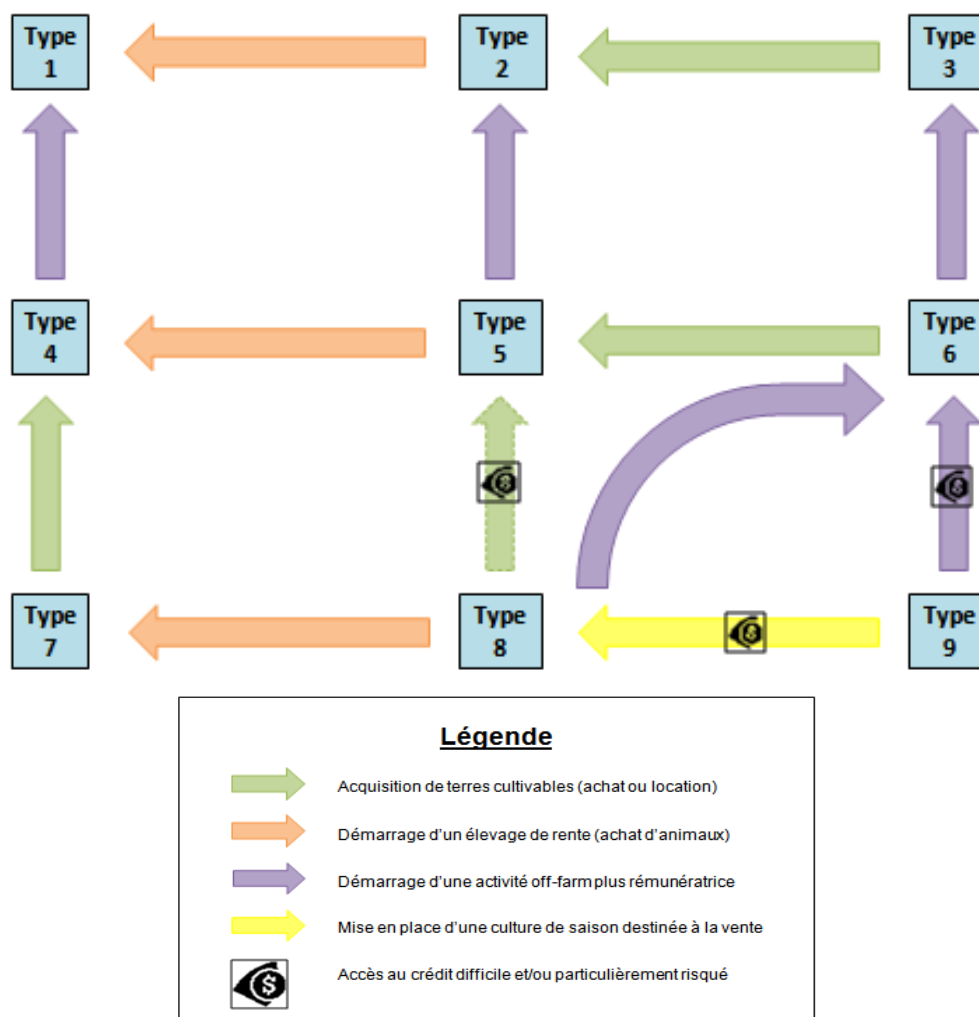 Type
1
Type
2
Type
3
Type
4
Type
5
Type
6
Type
7
Type
8
Type
9
Légende
Acquisition de terres cultivables (achat ou location)
Démarrage d'un élevage de rente (achat d'animaux)
Démarrage d'une activité off-farm plus rémunératrice
Mise en place d'une culture de saison destinée à la vente
Accès au crédit difficile et/ou particulièrement risqué